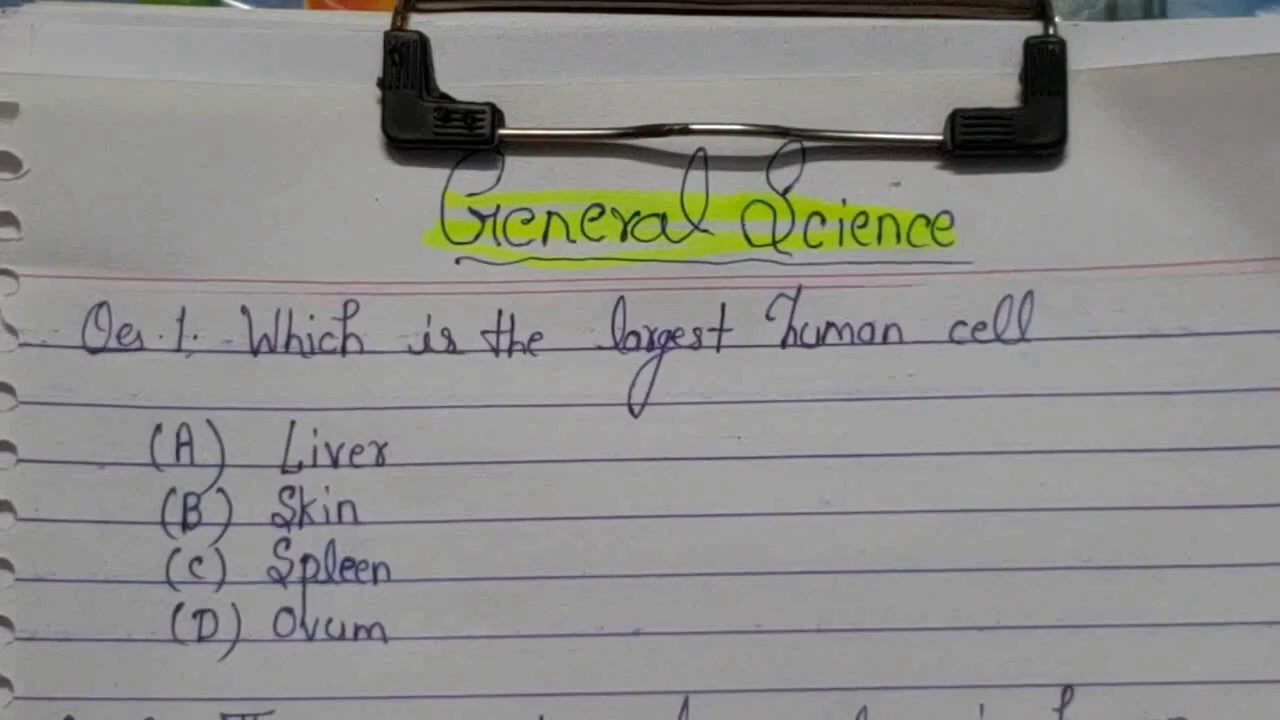 General Science
Qes.1. Which is the largest human cell
(A) Liver
(B) Skin
(C) Spleen
(D) Ovum